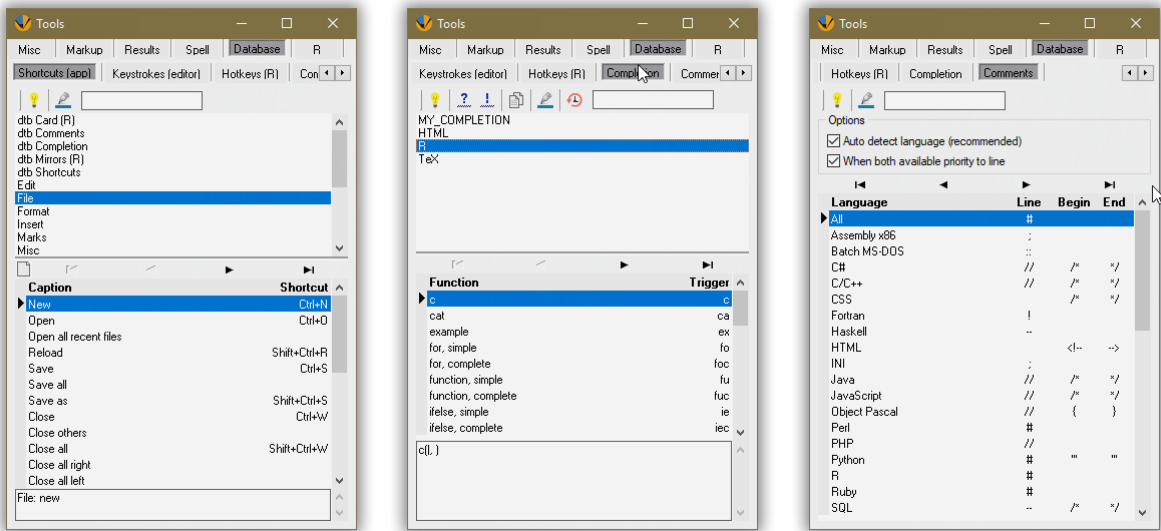 Tools
Misc Markup Results Spell Database R
Shortcuts (app) Keystrokes (editor) Hotkeys (R) Con
dtb Card (R)
dtb Comments
dtb Completion
dtb Mirrors (R)
dtb Shortcuts
Edit
File
Format
Insert
Marks
Misc
Caption Shortcut
New Ctrl+N
Open Ctrl+O
Open all recent files
Reload Shift+Ctrl+R
Save Ctrl+S
Save all
Save as Shift+Ctrl+S
Close Ctrl+W
Close others
Close all Shift+Ctrl+W
Close all right
Close all left
File: new
Tools
Misc Markup Results Spell Database R
Keystrokes (editor) Hotkeys (R) Completion Commer
MY_COMPLETION
HTML
R
TeX
Function Trigger
c c
cat ca
example ex
for, simple fo
for, complete foc
function, simple fu
function, complete fuc
ifelse, simple ie
ifelse, complete iec
c(|, )
Tools
Misc Markup Results Spell Database R
Hotkeys (R) Completion Comments
Options
Auto detect language (recommended)
When both available priority to line
Language Line Begin End
All #
Assembly x86 ;
Batch MS-DOS ::
C# // /* */
C/C++ // /* */
CSS /* */
Fortran !
Haskell --
HTML <!-- -->
INI ;
Java // /* */
JavaScript // /* */
Object Pascal // { }
Perl #
PHP //
Python # ''' '''
R #
Ruby #
SQL -- /* */